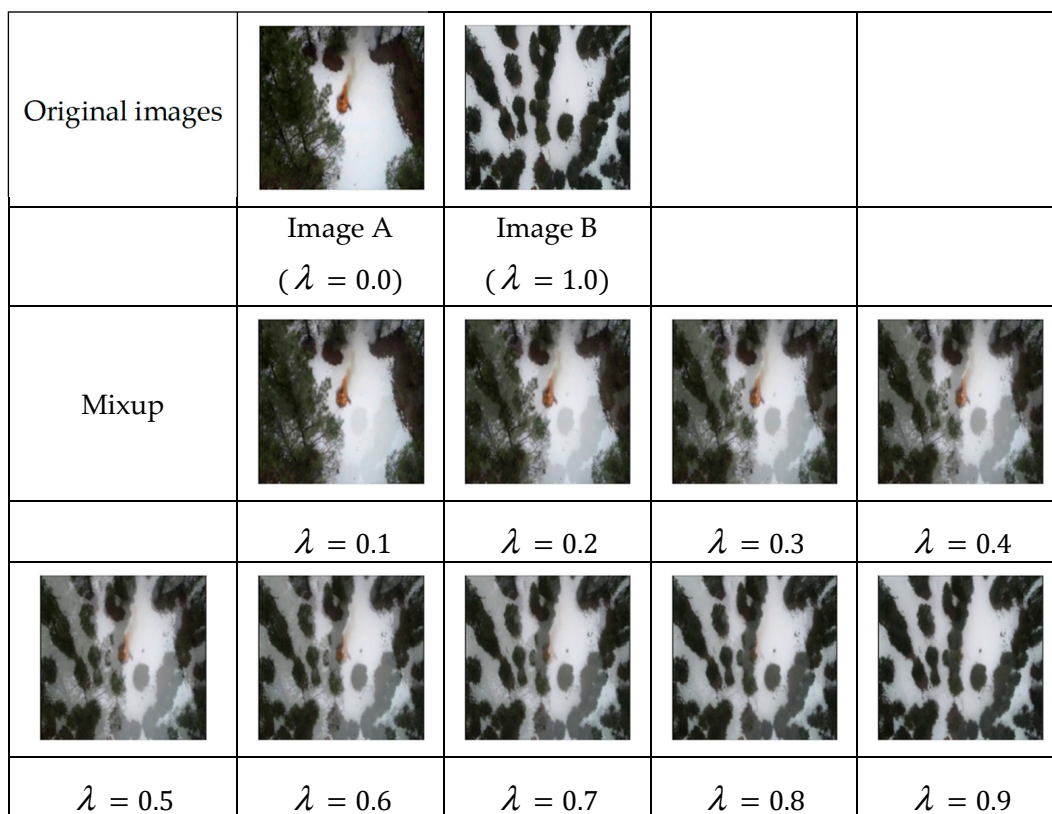 Original images
Image A
Image B
( λ = 0.0)
( λ = 1.0)
Mixup
λ = 0.1
λ = 0.2
λ = 0.3
λ = 0.4
λ = 0.5
λ = 0.6
λ = 0.7
λ = 0.8
λ = 0.9